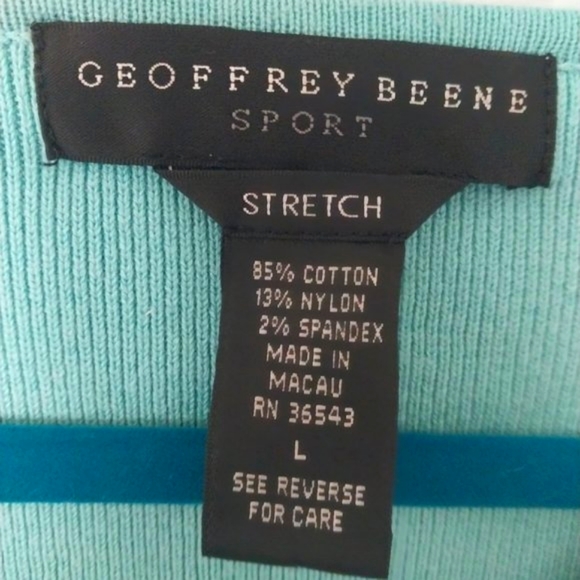 GEOFFREY BEENE
SPORT
STRETCH
85% COTTON
13% NYLON
2% SPANDEX
MADE IN
MACAU
RN 36543
L
SEE REVERSE
FOR CARE